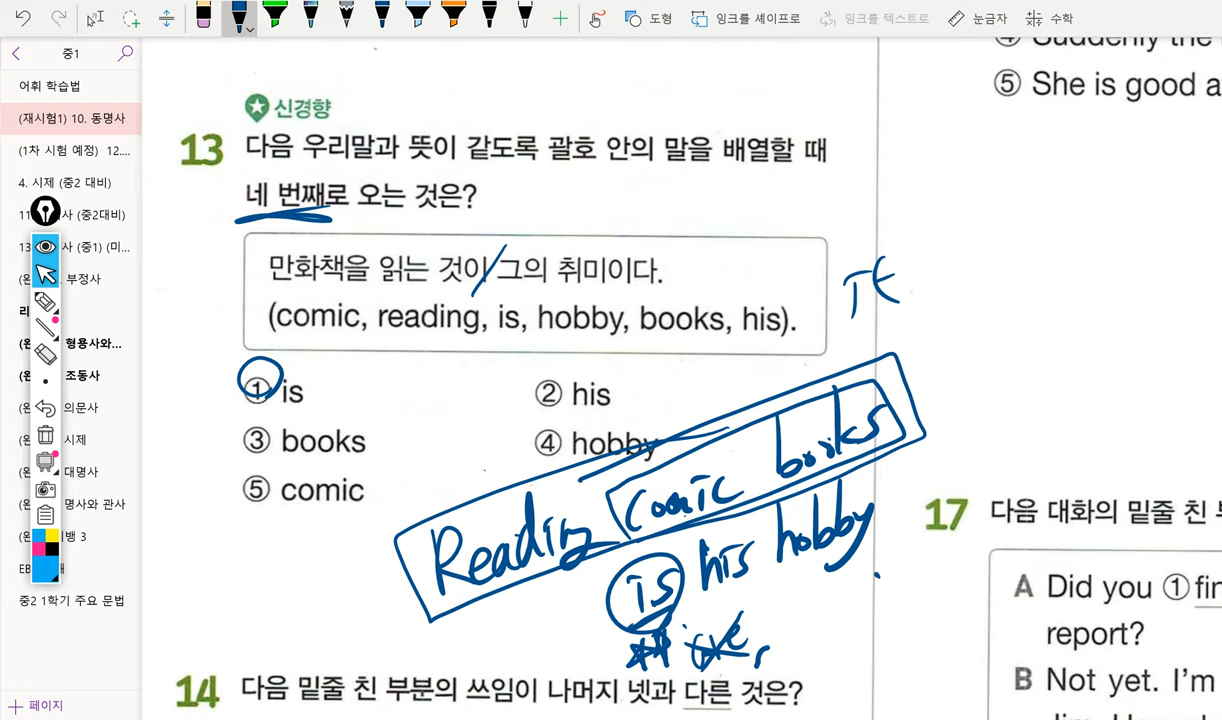 도형
잉크를 셰이프로
잉크를 텍스트로
눈금자
수학
중1
어휘 학습법
(재시험1) 10. 동명사
(1차 시험 예정) 12....
4. 시제 (중2 대비)
11 사 (중2대비)
13 사 (중1) (미...
부정사
형용사와...
조동사
의문사
시제
대명사
명사와 관사
뱅 3
중2 1학기 주요 문법
페이지
신경향
13 다음 우리말과 뜻이 같도록 괄호 안의 말을 배열할 때
네 번째로 오는 것은?
만화책을 읽는 것이 / 그의 취미이다.
(comic, reading, is, hobby, books, his).
① is
② his
③ books
④ hobby
⑤ comic
Reading comic books
is his hobby.
14 다음 밑줄 친 부분의 쓰임이 나머지 넷과 다른 것은?
④ Suddenly the
⑤ She is good a
17 다음 대화의 밑줄 친
A Did you ① fin
report?
B Not yet. I'm